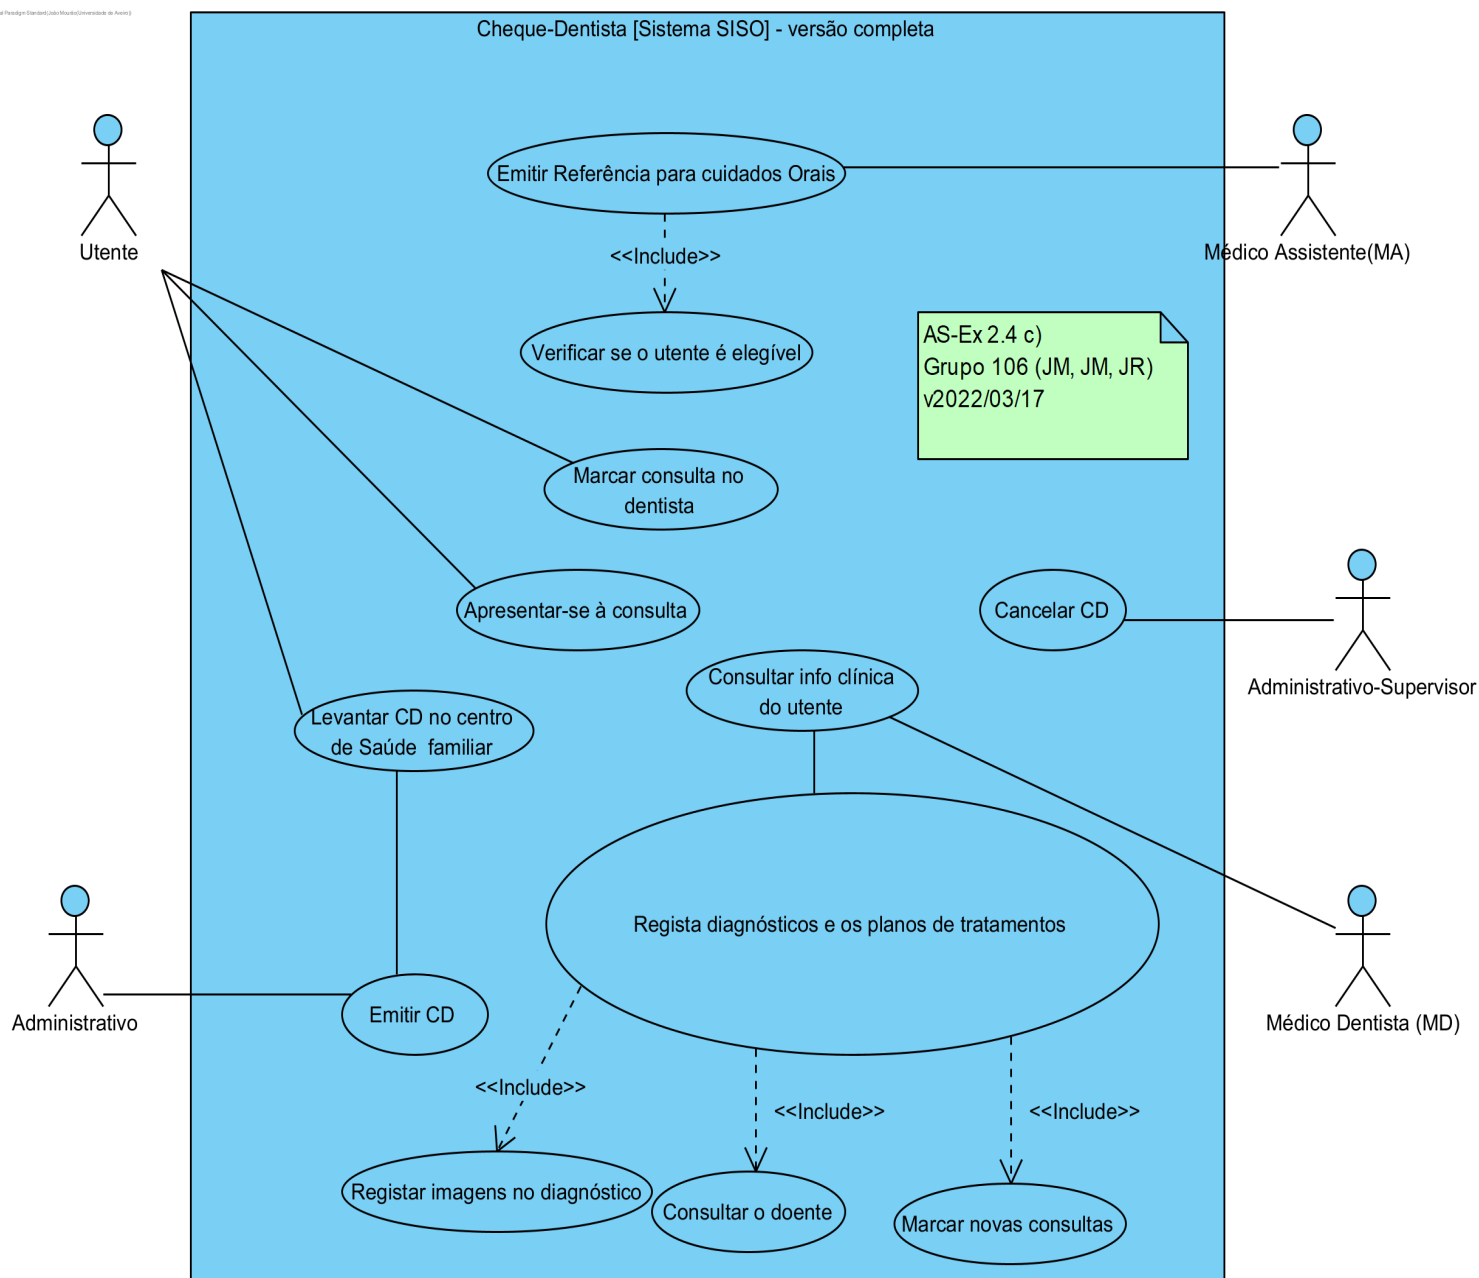 Cheque-Dentista [Sistema SISO] - versão completa
Utente
Emitir Referência para cuidados Orais
Médico Assistente(MA)
<<Include>>
Verificar se o utente é elegível
AS-Ex 2.4 c)
Grupo 106 (JM, JM, JR)
v2022/03/17
Marcar consulta no
dentista
Apresentar-se à consulta
Cancelar CD
Administrativo-Supervisor
Consultar info clínica
do utente
Levantar CD no centro
de Saúde familiar
Regista diagnósticos e os planos de tratamentos
Administrativo
Emitir CD
Médico Dentista (MD)
<<Include>>
<<Include>>
<<Include>>
Registar imagens no diagnóstico
Consultar o doente
Marcar novas consultas